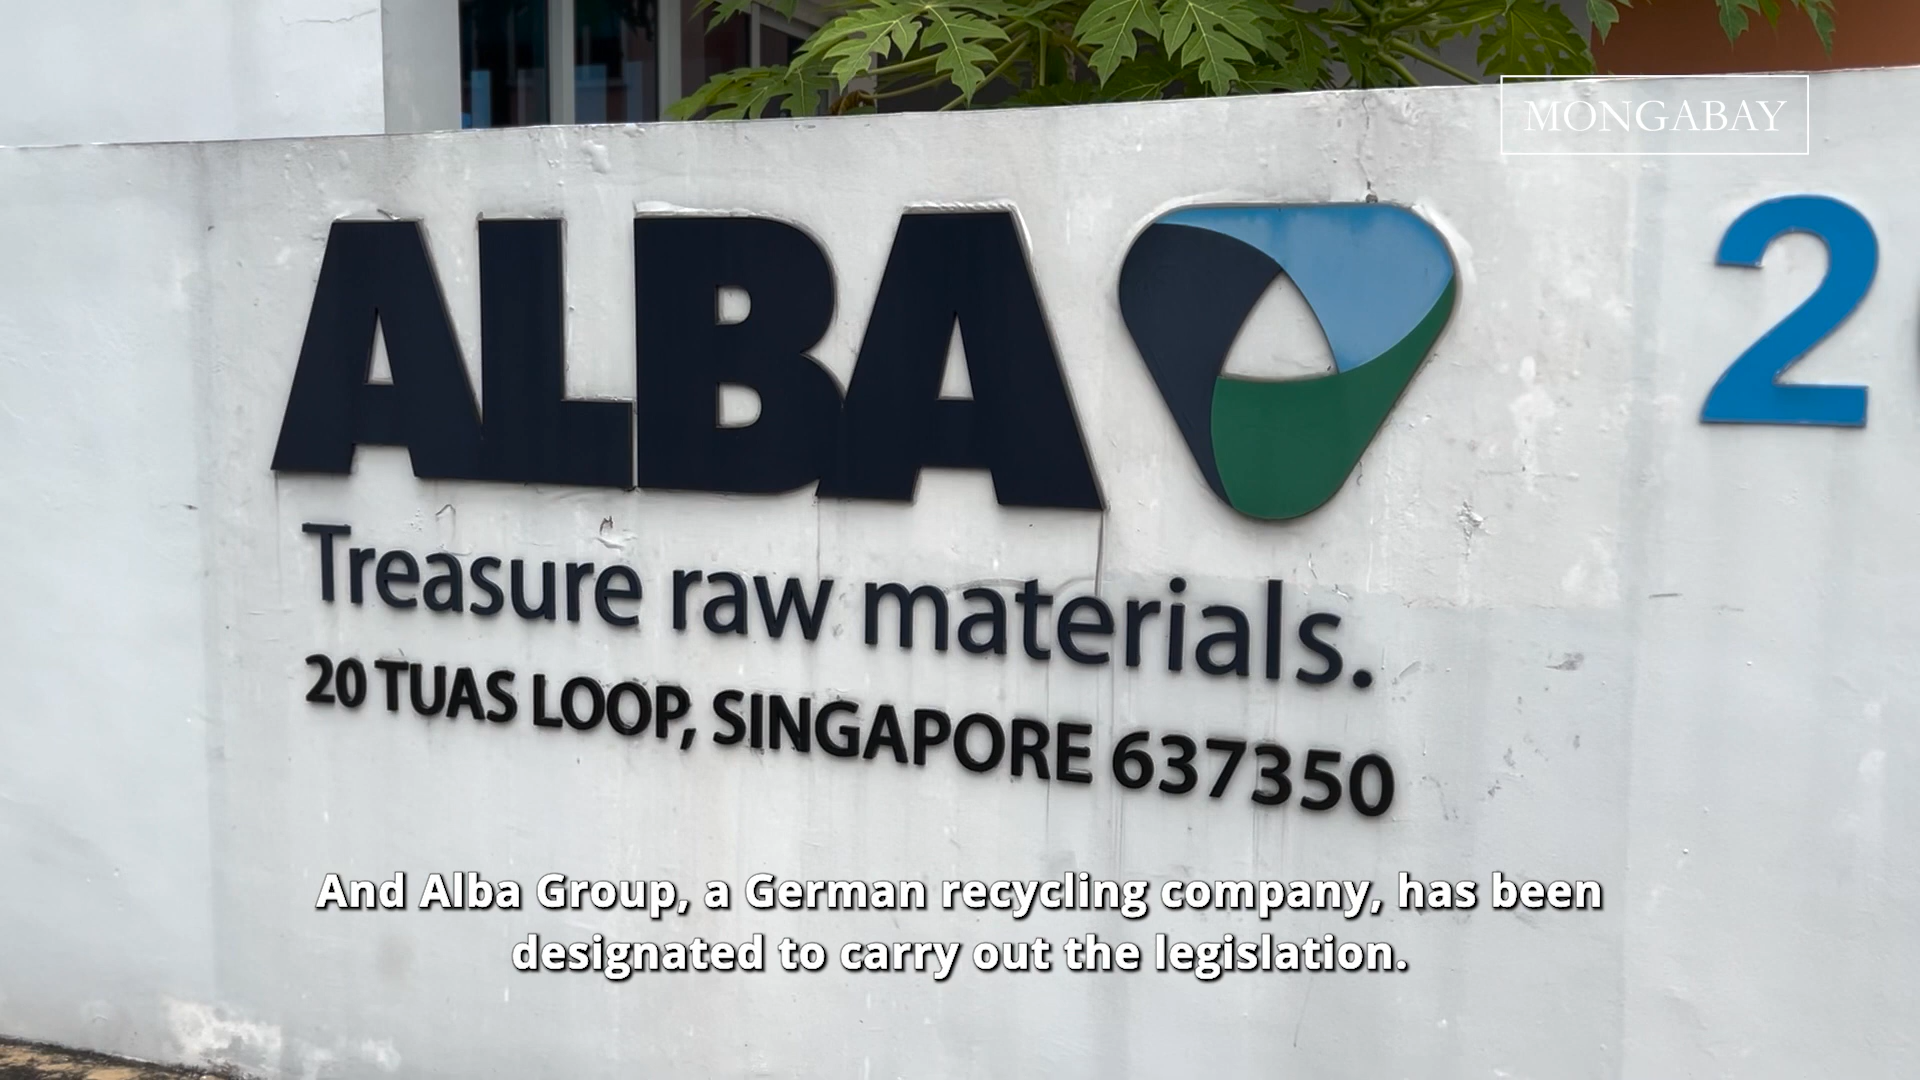 MONGABAY
ALBA
2
Treasure raw materials.
20 TUAS LOOP, SINGAPORE 637350
And Alba Group, a German recycling company, has been
designated to carry out the legislation.